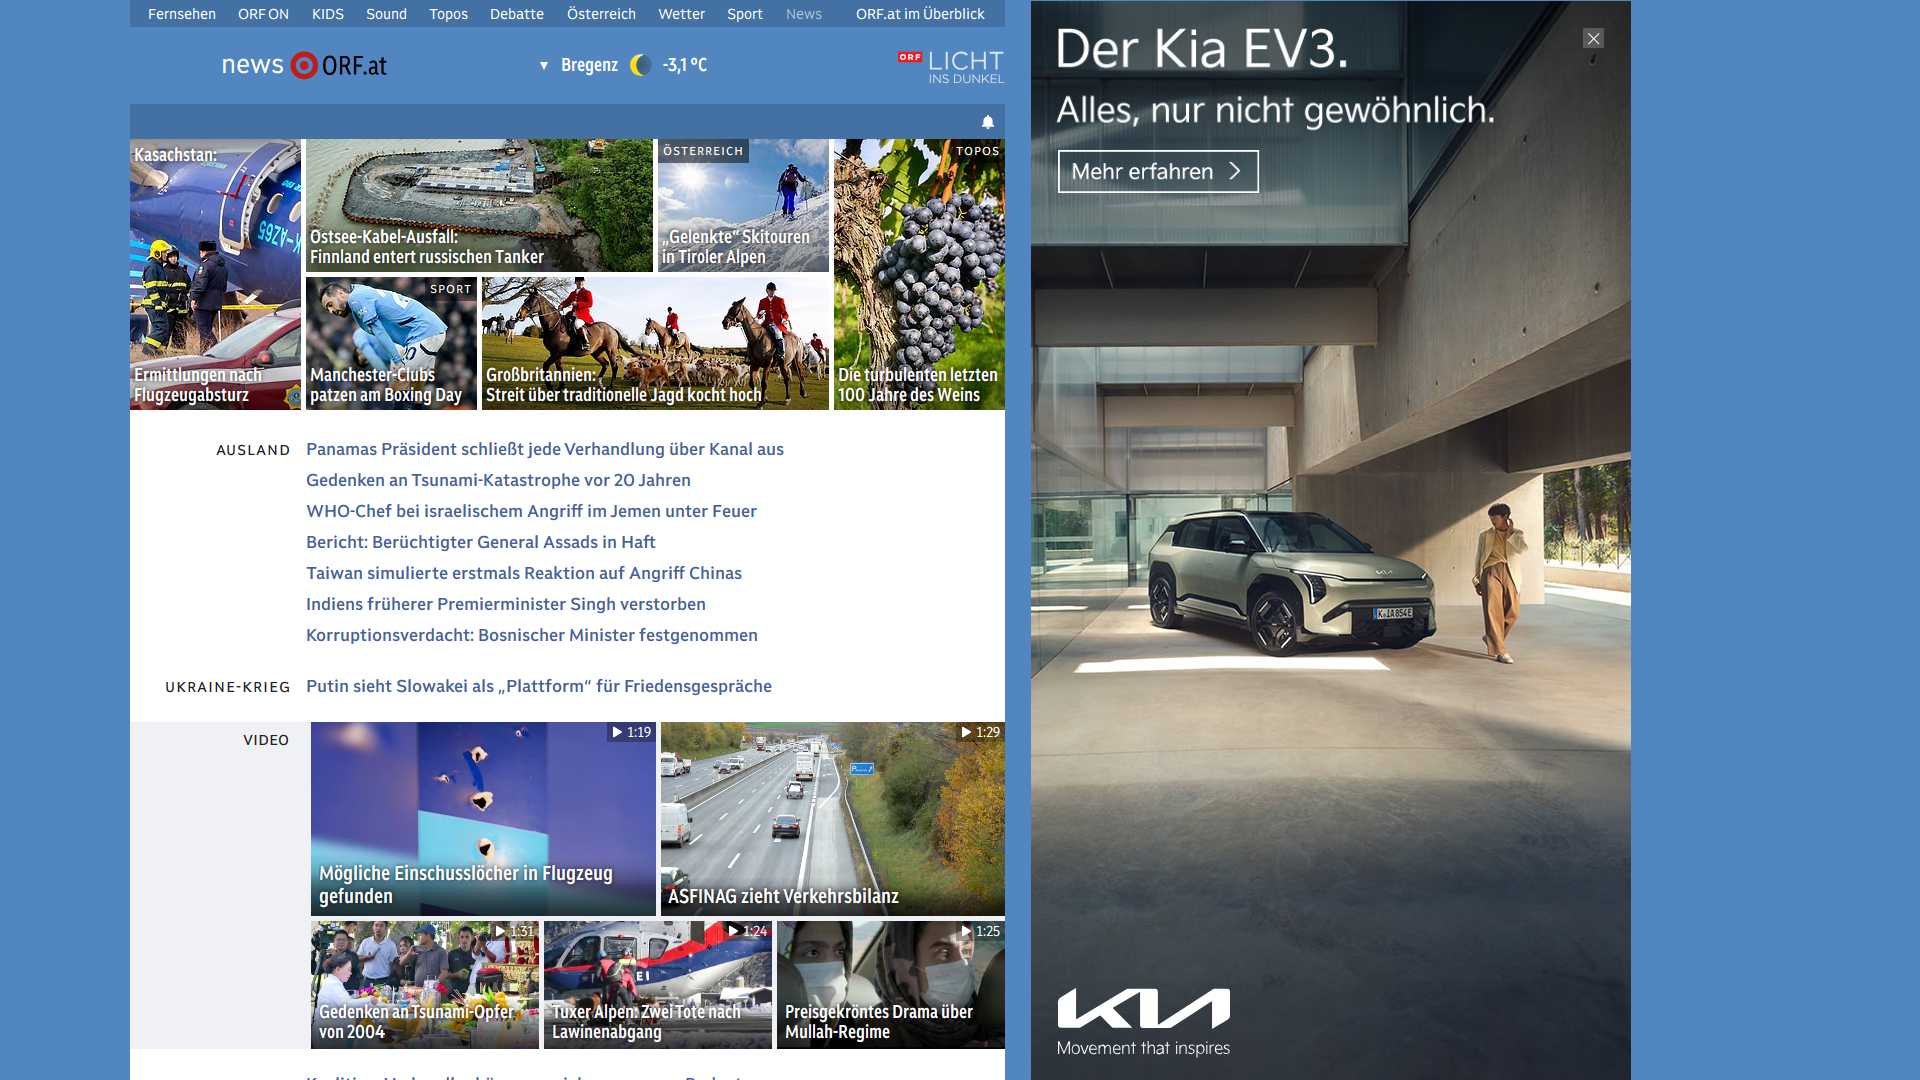 Fernsehen ORF ON KIDS Sound Topos Debatte Österreich Wetter Sport News ORF.at im Überblick
news ORF.at
Bregenz -3,1 °C
ORF LICHT
INS DUNKEL
Kasachstan:
Ermittlungen nach
Flugzeugabsturz
Ostsee-Kabel-Ausfall:
Finnland entert russischen Tanker
ÖSTERREICH
„Gelenkte“ Skitouren
in Tiroler Alpen
TOPOS
Die turbulenten letzten
100 Jahre des Weins
SPORT
Manchester-Clubs
patzen am Boxing Day
Großbritannien:
Streit über traditionelle Jagd kocht hoch
AUSLAND
Panamas Präsident schließt jede Verhandlung über Kanal aus
Gedenken an Tsunami-Katastrophe vor 20 Jahren
WHO-Chef bei israelischem Angriff im Jemen unter Feuer
Bericht: Berüchtigter General Assads in Haft
Taiwan simulierte erstmals Reaktion auf Angriff Chinas
Indiens früherer Premierminister Singh verstorben
Korruptionsverdacht: Bosnischer Minister festgenommen
UKRAINE-KRIEG
Putin sieht Slowakei als „Plattform“ für Friedensgespräche
VIDEO
1:19
Mögliche Einschusslöcher in Flugzeug
gefunden
1:29
ASFINAG zieht Verkehrsbilanz
1:31
Gedenken an Tsunami-Opfer
von 2004
1:24
Tuxer Alpen: Zwei Tote nach
Lawinenabgang
1:25
Preisgekröntes Drama über
Mullah-Regime
Der Kia EV3.
Alles, nur nicht gewöhnlich.
Mehr erfahren
KIA
Movement that inspires